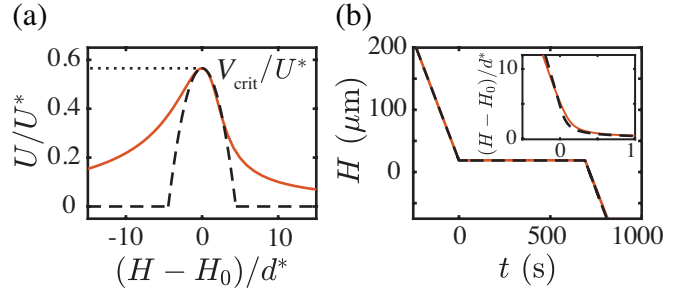 (a)
0.6
0.4
0.2
0
U/U*
V_crit/U*
-10
0
10
(H − H_0)/d*
(b)
200
100
0
H (μm)
10
0
(H − H_0)/d*
0
1
0
500
1000
t (s)